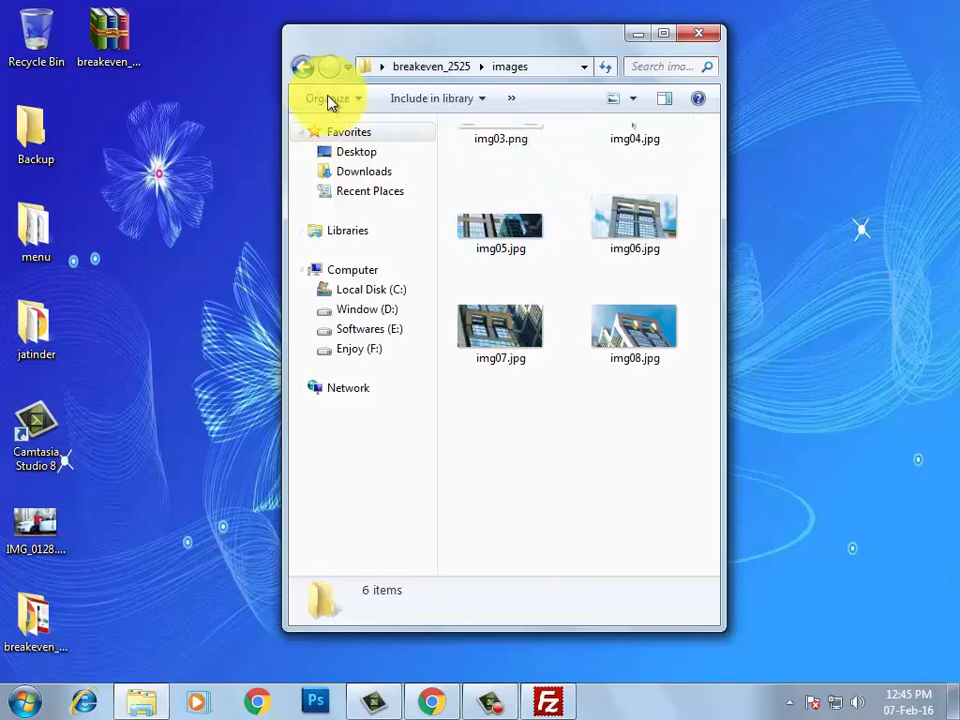 Recycle Bin
breakeven_...
Backup
menu
jatinder
Camtasia
Studio 8
IMG_0128....
breakeven_...
breakeven_2525
images
Search ima...
Organize
Include in library
»
Favorites
Desktop
Downloads
Recent Places
Libraries
Computer
Local Disk (C:)
Window (D:)
Softwares (E:)
Enjoy (F:)
Network
img03.png
img04.jpg
img05.jpg
img06.jpg
img07.jpg
img08.jpg
6 items
Ps
Fz
12:45 PM
07-Feb-16